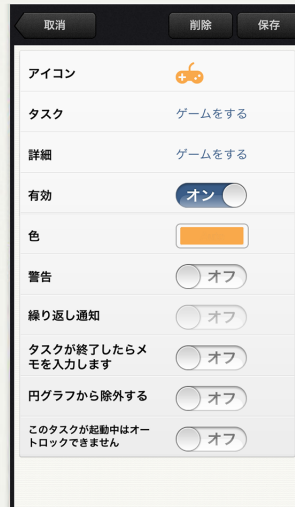 取消 削除 保存
アイコン
タスク ゲームをする
詳細 ゲームをする
有効 オン
色
警告 オフ
繰り返し通知 オフ
タスクが終了したらメ
モを入力します オフ
円グラフから除外する オフ
このタスクが起動中はオー
トロックできません オフ